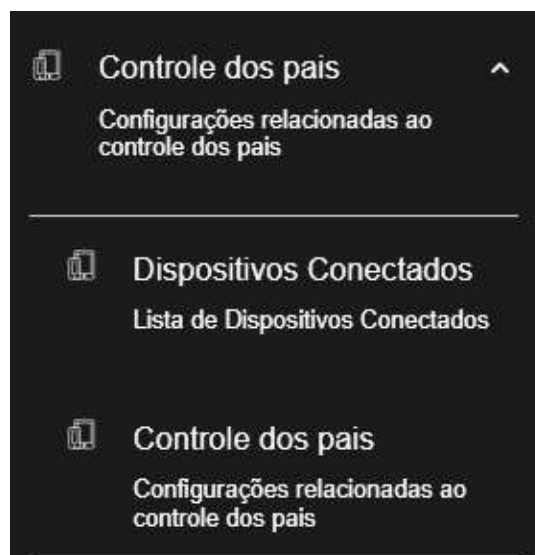 Controle dos pais
Configurações relacionadas ao
controle dos pais
Dispositivos Conectados
Lista de Dispositivos Conectados
Controle dos pais
Configurações relacionadas ao
controle dos pais